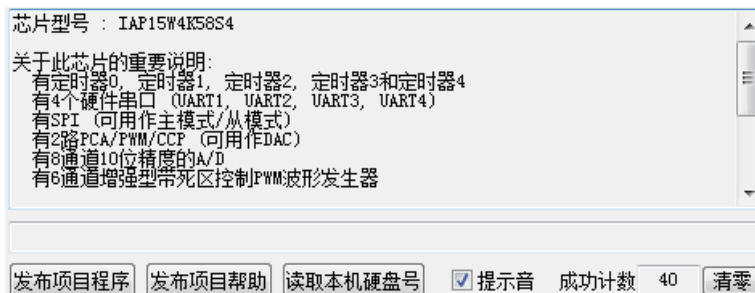 芯片型号 : IAP15W4K58S4
关于此芯片的重要说明:
有定时器0, 定时器1, 定时器2, 定时器3和定时器4
有4个硬件串口 (UART1, UART2, UART3, UART4)
有SPI (可用作主模式/从模式)
有2路PCA/PWM/CCP (可用作DAC)
有8通道10位精度的A/D
有6通道增强型带死区控制PWM波形发生器
发布项目程序 发布项目帮助 读取本机硬盘号 提示音 成功计数 40 清零